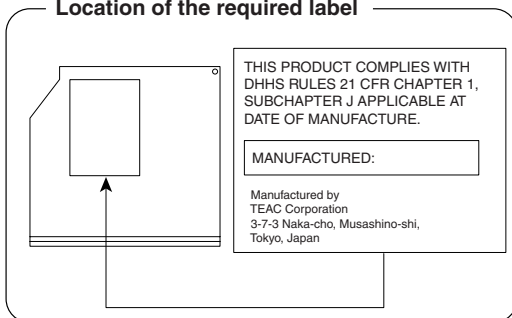 Location of the required label
THIS PRODUCT COMPLIES WITH
DHHS RULES 21 CFR CHAPTER 1,
SUBCHAPTER J APPLICABLE AT
DATE OF MANUFACTURE.
MANUFACTURED:
Manufactured by
TEAC Corporation
3-7-3 Naka-cho, Musashino-shi,
Tokyo, Japan